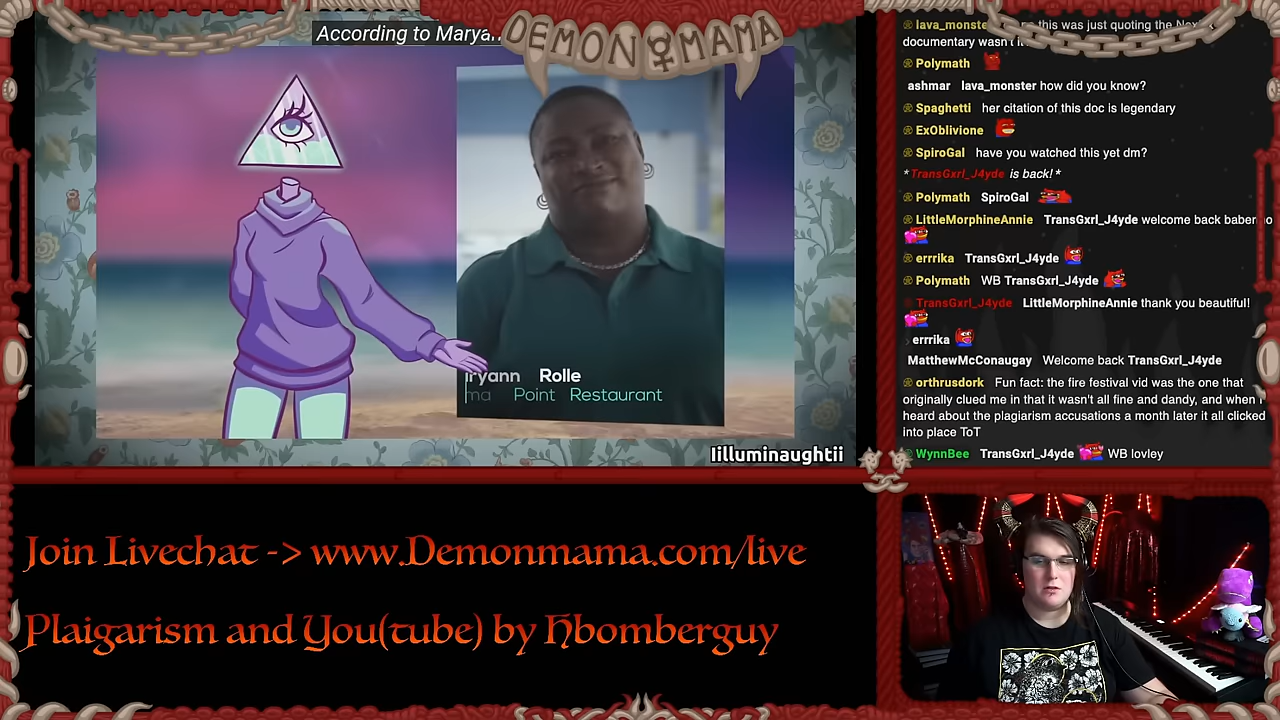 According to Marya
DEMON MAMA
ryann Rolle
ma Point Restaurant
Iilluminaughtii
Join Livechat -> www.Demonmama.com/live
Plaigarism and You(tube) by Hbomberguy
lava_monste this was just quoting the
documentary wasn't
Polymath
ashmar lava_monster how did you know?
Spaghetti her citation of this doc is legendary
ExOblivione
SpiroGal have you watched this yet dm?
*TransGxrl_J4yde is back!*
Polymath SpiroGal
LittleMorphineAnnie TransGxrl_J4yde welcome back baber o
errrika TransGxrl_J4yde
Polymath WB TransGxrl_J4yde
TransGxrl_J4yde LittleMorphineAnnie thank you beautiful!
errrika
MatthewMcConaugay Welcome back TransGxrl_J4yde
orthrusdork Fun fact: the fire festival vid was the one that
originally clued me in that it wasn't all fine and dandy, and when I
heard about the plagiarism accusations a month later it all clicked
into place ToT
WynnBee TransGxrl_J4yde WB lovley